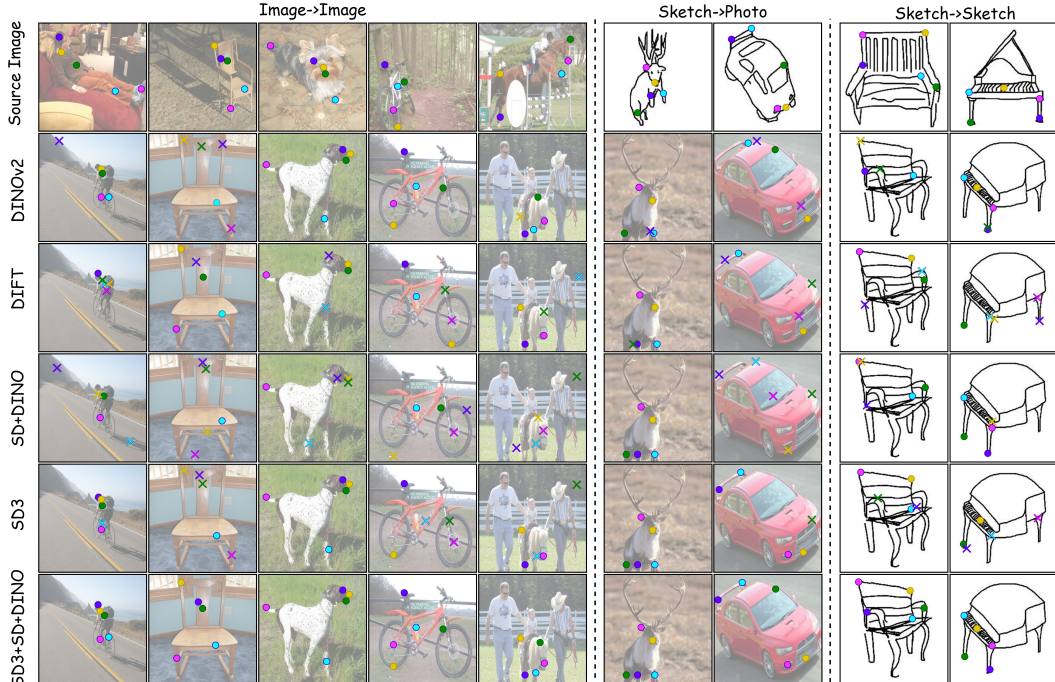 Image->Image
Sketch->Photo
Sketch->Sketch
Source Image
DINOv2
DIFT
SD+DINO
SD3
SD3+SD+DINO